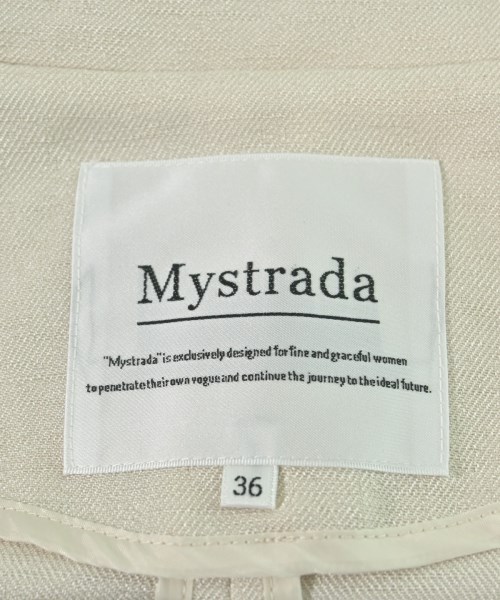 Mystrada
"Mystrada" is exclusively designed for fine and graceful women
to penetrate their own vogue and continue the journey to the ideal future.
36